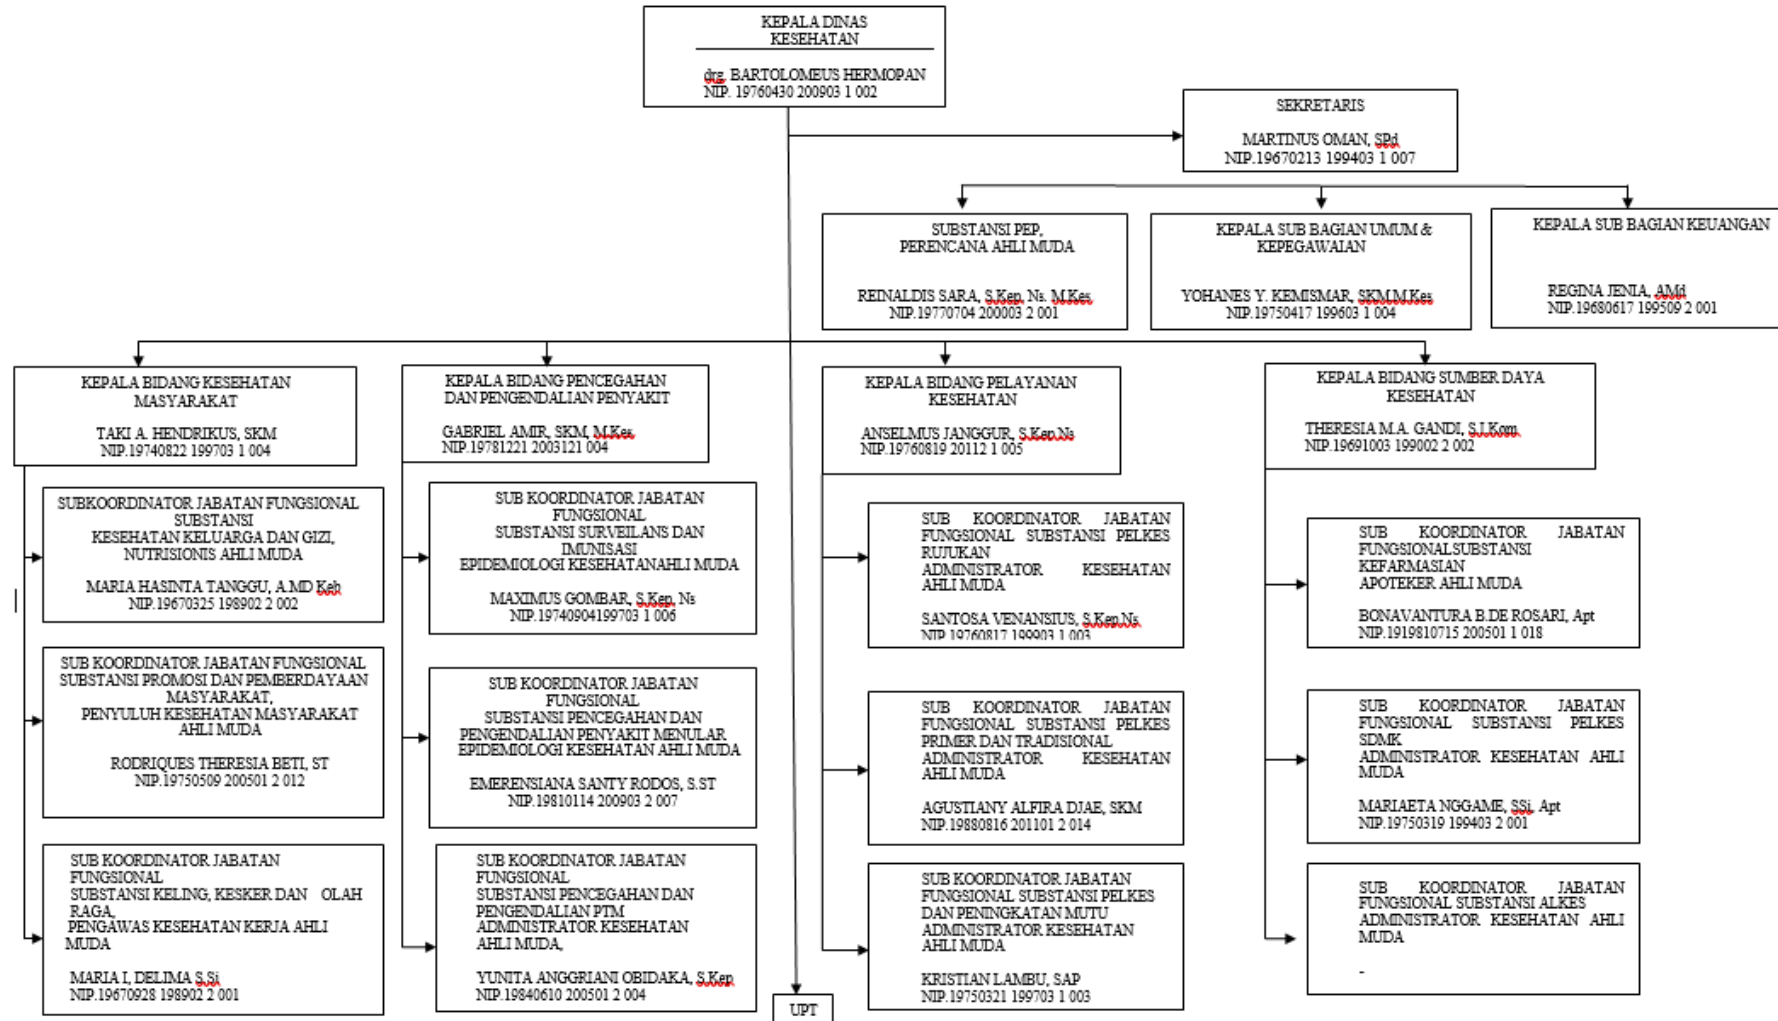 KEPALA DINAS
KESEHATAN
drg. BARTOLOMEUS HERMOPAN
NIP. 19760430 200903 1 002
SEKRETARIS
MARTINUS OMAN, SPd
NIP.19670213 199403 1 007
SUBSTANSI PEP,
PERENCANA AHLI MUDA
REINALDIS SARA, S.Kep, Ns. M.Kes
NIP.19770704 200003 2 001
KEPALA SUB BAGIAN UMUM &
KEPEGAWAIAN
YOHANES Y. KEMISMAR, SKM,M.Kes
NIP.19750417 199603 1 004
KEPALA SUB BAGIAN KEUANGAN
REGINA JENIA, AMd
NIP.19680617 199509 2 001
KEPALA BIDANG KESEHATAN
MASYARAKAT
TAKI A. HENDRIKUS, SKM
NIP.19740822 199703 1 004
SUBKOORDINATOR JABATAN FUNGSIONAL
SUBSTANSI
KESEHATAN KELUARGA DAN GIZI,
NUTRISIONIS AHLI MUDA
MARIA HASINTA TANGGU, A.MD Keb
NIP.19670325 198902 2 002
SUB KOORDINATOR JABATAN FUNGSIONAL
SUBSTANSI PROMOSI DAN PEMBERDAYAAN
MASYARAKAT,
PENYULUH KESEHATAN MASYARAKAT
AHLI MUDA
RODRIQUES THERESIA BETI, ST
NIP.19750509 200501 2 012
SUB KOORDINATOR JABATAN
FUNGSIONAL
SUBSTANSI KELING, KESKER DAN OLAH
RAGA,
PENGAWAS KESEHATAN KERJA AHLI
MUDA
MARIA I, DELIMA S.Si
NIP.19670928 198902 2 001
KEPALA BIDANG PENCEGAHAN
DAN PENGENDALIAN PENYAKIT
GABRIEL AMIR, SKM, M.Kes
NIP.19781221 2003121 004
SUB KOORDINATOR JABATAN
FUNGSIONAL
SUBSTANSI SURVEILANS DAN
IMUNISASI
EPIDEMIOLOGI KESEHATANAHLI MUDA
MAXIMUS GOMBAR, S.Kep, Ns
NIP.19740904199703 1 006
SUB KOORDINATOR JABATAN
FUNGSIONAL
SUBSTANSI PENCEGAHAN DAN
PENGENDALIAN PENYAKIT MENULAR
EPIDEMIOLOGI KESEHATAN AHLI MUDA
EMERENSIANA SANTY RODOS, S.ST
NIP.19810114 200903 2 007
SUB KOORDINATOR JABATAN
FUNGSIONAL
SUBSTANSI PENCEGAHAN DAN
PENGENDALIAN PTM
ADMINISTRATOR KESEHATAN
AHLI MUDA,
YUNITA ANGGRIANI OBIDAKA, S.Kep
NIP.19840610 200501 2 004
KEPALA BIDANG PELAYANAN
KESEHATAN
ANSELMUS JANGGUR, S.Kep,Ns
NIP.19760819 20112 1 005
SUB KOORDINATOR JABATAN
FUNGSIONAL SUBSTANSI PELKES
RUJUKAN
ADMINISTRATOR KESEHATAN
AHLI MUDA
SANTOSA VENANSIUS, S.Kep,Ns
NIP.19760817 199903 1 003
SUB KOORDINATOR JABATAN
FUNGSIONAL SUBSTANSI PELKES
PRIMER DAN TRADISIONAL
ADMINISTRATOR KESEHATAN
AHLI MUDA
AGUSTIANY ALFIRA DJAE, SKM
NIP.19880816 201101 2 014
SUB KOORDINATOR JABATAN
FUNGSIONAL SUBSTANSI PELKES
DAN PENINGKATAN MUTU
ADMINISTRATOR KESEHATAN
AHLI MUDA
KRISTIAN LAMBU, SAP
NIP.19750321 199703 1 003
KEPALA BIDANG SUMBER DAYA
KESEHATAN
THERESIA M.A. GANDI, S.I.Kom
NIP.19691003 199002 2 002
SUB KOORDINATOR JABATAN
FUNGSIONALSUBSTANSI
KEFARMASIAN
APOTEKER AHLI MUDA
BONAVANTURA B.DE ROSARI, Apt
NIP.1919810715 200501 1 018
SUB KOORDINATOR JABATAN
FUNGSIONAL SUBSTANSI PELKES
SDMK
ADMINISTRATOR KESEHATAN AHLI
MUDA
MARIAETA NGGAME, SSi, Apt
NIP.19750319 199403 2 001
SUB KOORDINATOR JABATAN
FUNGSIONAL SUBSTANSI ALKES
ADMINISTRATOR KESEHATAN AHLI
MUDA
-
UPT